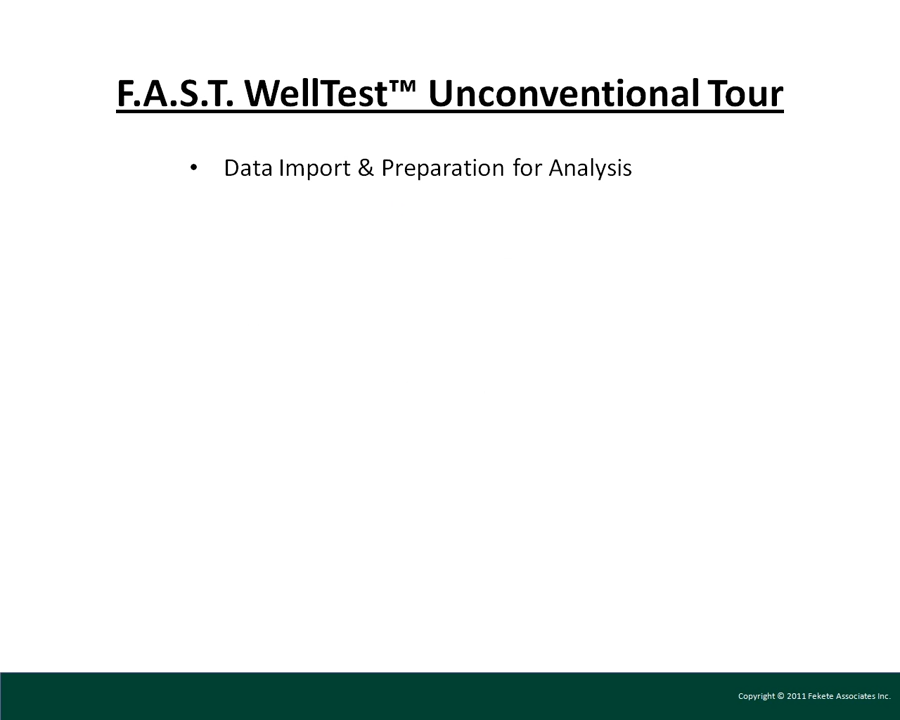 F.A.S.T. WellTest™ Unconventional Tour
• Data Import & Preparation for Analysis
Copyright © 2011 Fekete Associates Inc.